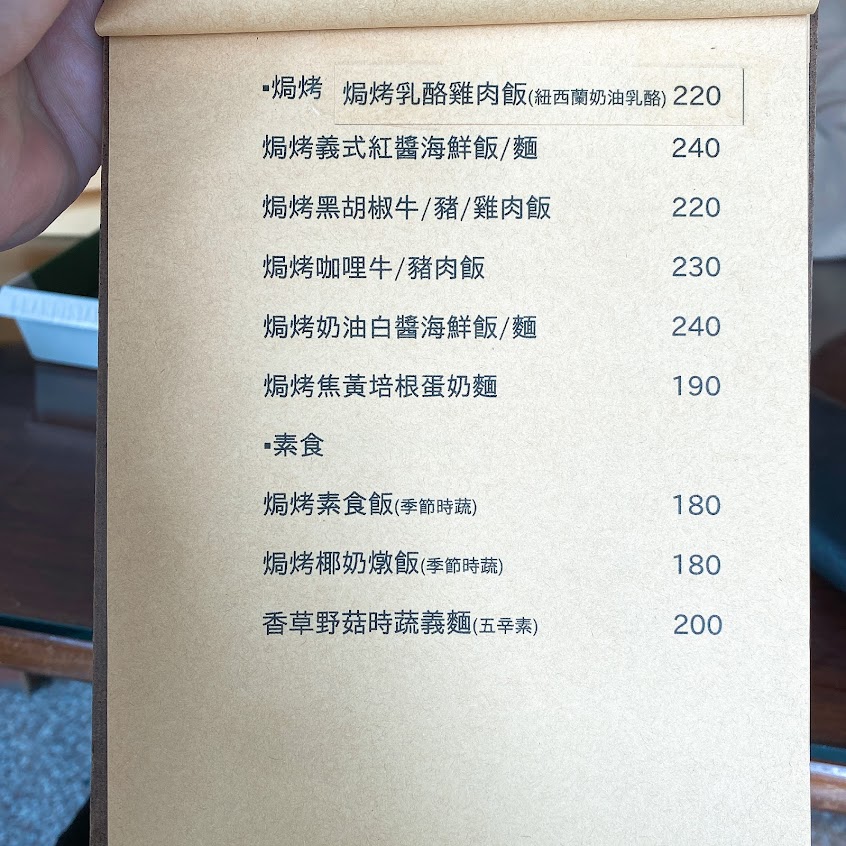 ▪焗烤 焗烤乳酪雞肉飯(紐西蘭奶油乳酪) 220
焗烤義式紅醬海鮮飯/麵 240
焗烤黑胡椒牛/豬/雞肉飯 220
焗烤咖哩牛/豬肉飯 230
焗烤奶油白醬海鮮飯/麵 240
焗烤焦黃培根蛋奶麵 190
▪素食
焗烤素食飯(季節時蔬) 180
焗烤椰奶燉飯(季節時蔬) 180
香草野菇時蔬義麵(五辛素) 200